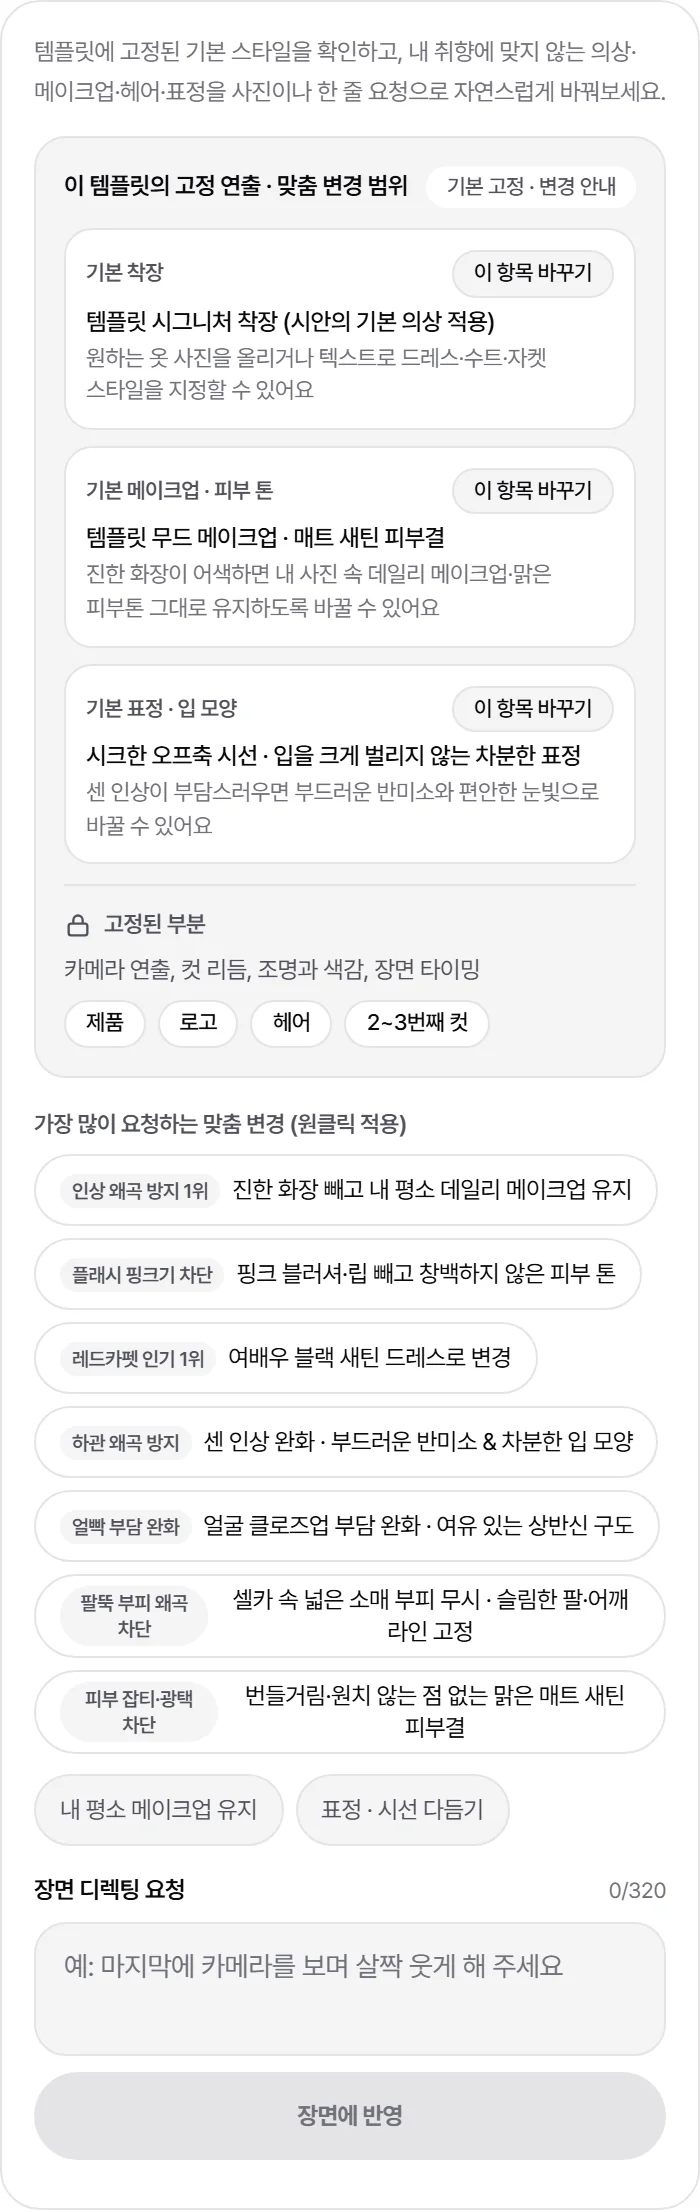 템플릿에 고정된 기본 스타일을 확인하고, 내 취향에 맞지 않는 의상·
메이크업·헤어·표정을 사진이나 한 줄 요청으로 자연스럽게 바꿔보세요.
이 템플릿의 고정 연출 · 맞춤 변경 범위
기본 고정 · 변경 안내
기본 착장
이 항목 바꾸기
템플릿 시그니처 착장 (시안의 기본 의상 적용)
원하는 옷 사진을 올리거나 텍스트로 드레스·수트·자켓
스타일을 지정할 수 있어요
기본 메이크업 · 피부 톤
이 항목 바꾸기
템플릿 무드 메이크업 · 매트 새틴 피부결
진한 화장이 어색하면 내 사진 속 데일리 메이크업·맑은
피부톤 그대로 유지하도록 바꿀 수 있어요
기본 표정 · 입 모양
이 항목 바꾸기
시크한 오프축 시선 · 입을 크게 벌리지 않는 차분한 표정
센 인상이 부담스러우면 부드러운 반미소와 편안한 눈빛으로
바꿀 수 있어요
고정된 부분
카메라 연출, 컷 리듬, 조명과 색감, 장면 타이밍
제품
로고
헤어
2~3번째 컷
가장 많이 요청하는 맞춤 변경 (원클릭 적용)
인상 왜곡 방지 1위 진한 화장 빼고 내 평소 데일리 메이크업 유지
플래시 핑크기 차단 핑크 블러셔·립 빼고 창백하지 않은 피부 톤
레드카펫 인기 1위 여배우 블랙 새틴 드레스로 변경
하관 왜곡 방지 센 인상 완화 · 부드러운 반미소 & 차분한 입 모양
얼빡 부담 완화 얼굴 클로즈업 부담 완화 · 여유 있는 상반신 구도
팔뚝 부피 왜곡
차단
셀카 속 넓은 소매 부피 무시 · 슬림한 팔·어깨
라인 고정
피부 잡티·광택
차단
번들거림·원치 않는 점 없는 맑은 매트 새틴
피부결
내 평소 메이크업 유지
표정 · 시선 다듬기
장면 디렉팅 요청
0/320
예: 마지막에 카메라를 보며 살짝 웃게 해 주세요
장면에 반영